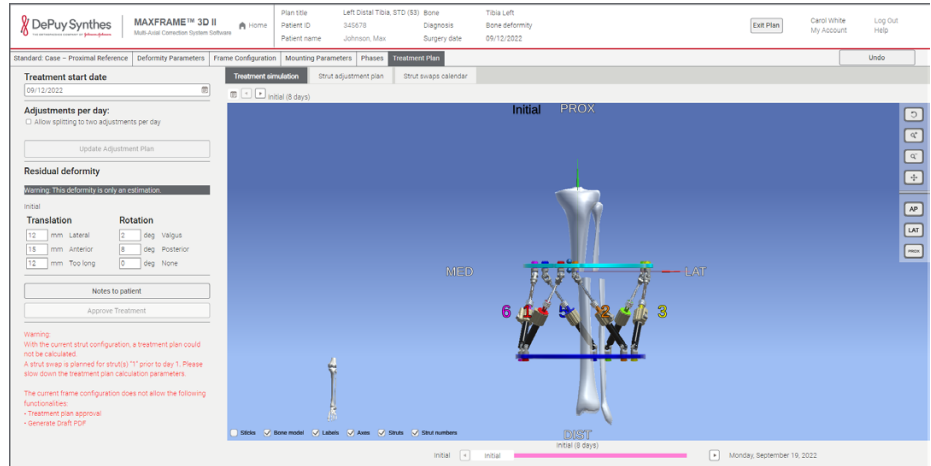 DePuy Synthes
THE ORTHOPAEDICS COMPANY OF Johnson & Johnson
MAXFRAME™ 3D II
Multi-Axial Correction System Software
Home
Plan title Left Distal Tibia, STD (53) Bone Tibia Left
Patient ID 345678 Diagnosis Bone deformity
Patient name Johnson, Max Surgery date 09/12/2022
Exit Plan
Carol White Log Out
My Account Help
Standard: Case – Proximal Reference Deformity Parameters Frame Configuration Mounting Parameters Phases Treatment Plan Undo
Treatment start date
09/12/2022
Adjustments per day:
Allow splitting to two adjustments per day
Update Adjustment Plan
Residual deformity
Warning: This deformity is only an estimation.
Initial
Translation Rotation
12 mm Lateral 2 deg Valgus
15 mm Anterior 8 deg Posterior
12 mm Too long 0 deg None
Notes to patient
Approve Treatment
Warning:
With the current strut configuration, a treatment plan could
not be calculated.
A strut swap is planned for strut(s) "1" prior to day 1. Please
slow down the treatment plan calculation parameters.
The current frame configuration does not allow the following
functionalities:
- Treatment plan approval
- Generate Draft PDF
Treatment simulation Strut adjustment plan Strut swaps calendar
Initial (8 days)
Initial PROX
MED LAT
6 1 5 2 3
DIST
AP
LAT
PROX
Sticks Bone model Labels Axes Struts Strut numbers
Initial (8 days)
Initial Initial Monday, September 19, 2022